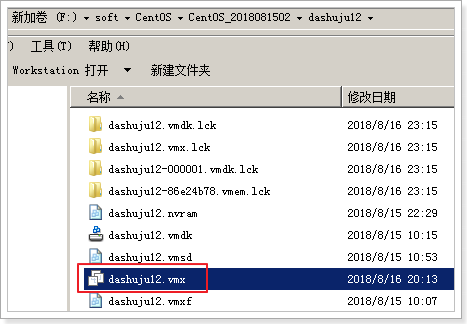 新加卷 (F:) ▸ soft ▸ CentOS ▸ CentOS_2018081502 ▸ dashuju12 ▸
) 工具(T) 帮助(H)
Workstation 打开 ▼ 新建文件夹
名称 修改日期
dashuju12.vmdk.lck 2018/8/16 23:15
dashuju12.vmx.lck 2018/8/16 23:15
dashuju12-000001.vmdk.lck 2018/8/16 23:15
dashuju12-86e24b78.vmem.lck 2018/8/16 23:15
dashuju12.nvram 2018/8/15 22:29
dashuju12.vmdk 2018/8/15 10:15
dashuju12.vmsd 2018/8/15 10:53
dashuju12.vmx 2018/8/16 20:13
dashuju12.vmxf 2018/8/15 10:07